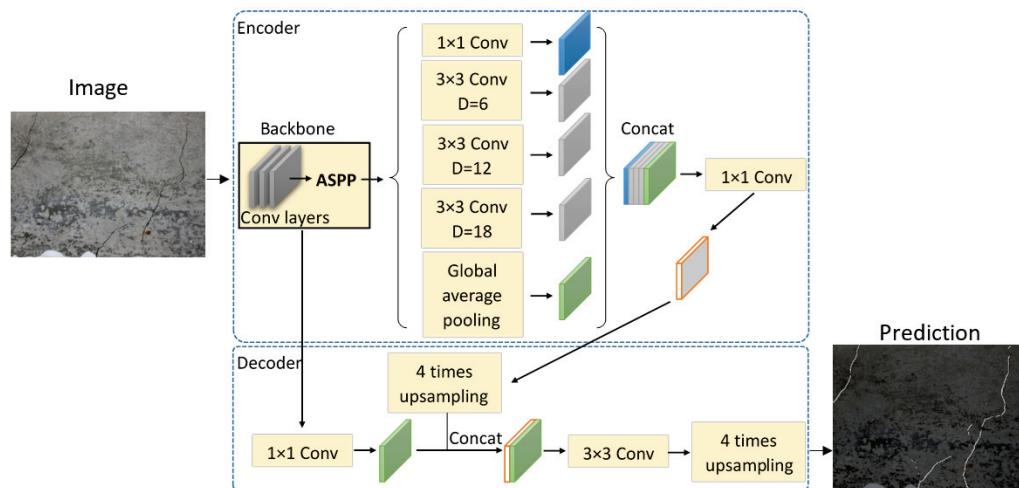 Encoder
Image
Backbone
Conv layers
ASPP
1×1 Conv
3×3 Conv
D=6
3×3 Conv
D=12
3×3 Conv
D=18
Global
average
pooling
Concat
1×1 Conv
Decoder
4 times
upsampling
1×1 Conv
Concat
3×3 Conv
4 times
upsampling
Prediction